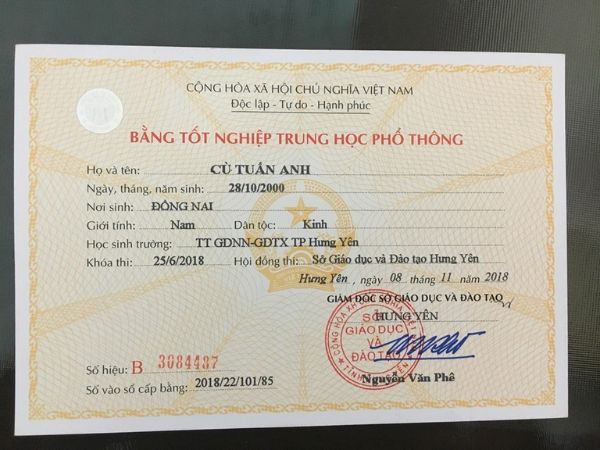 CỘNG HÒA XÃ HỘI CHỦ NGHĨA VIỆT NAM
Độc lập - Tự do - Hạnh phúc
BẰNG TỐT NGHIỆP TRUNG HỌC PHỔ THÔNG
Họ và tên: CÙ TUẤN ANH
Ngày, tháng, năm sinh: 28/10/2000
Nơi sinh: ĐỒNG NAI
Giới tính: Nam Dân tộc: Kinh
Học sinh trường: TT GDNN-GDTX TP Hưng Yên
Khóa thi: 25/6/2018 Hội đồng thi: Sở Giáo dục và Đào tạo Hưng Yên
Hưng Yên, ngày 08 tháng 11 năm 2018
GIÁM ĐỐC SỞ GIÁO DỤC VÀ ĐÀO TẠO
HƯNG YÊN
SỞ
GIÁO DỤC
VÀ
ĐÀO TẠO
Số hiệu: B 3084487
Nguyễn Văn Phê
Số vào sổ cấp bằng: 2018/22/101/85